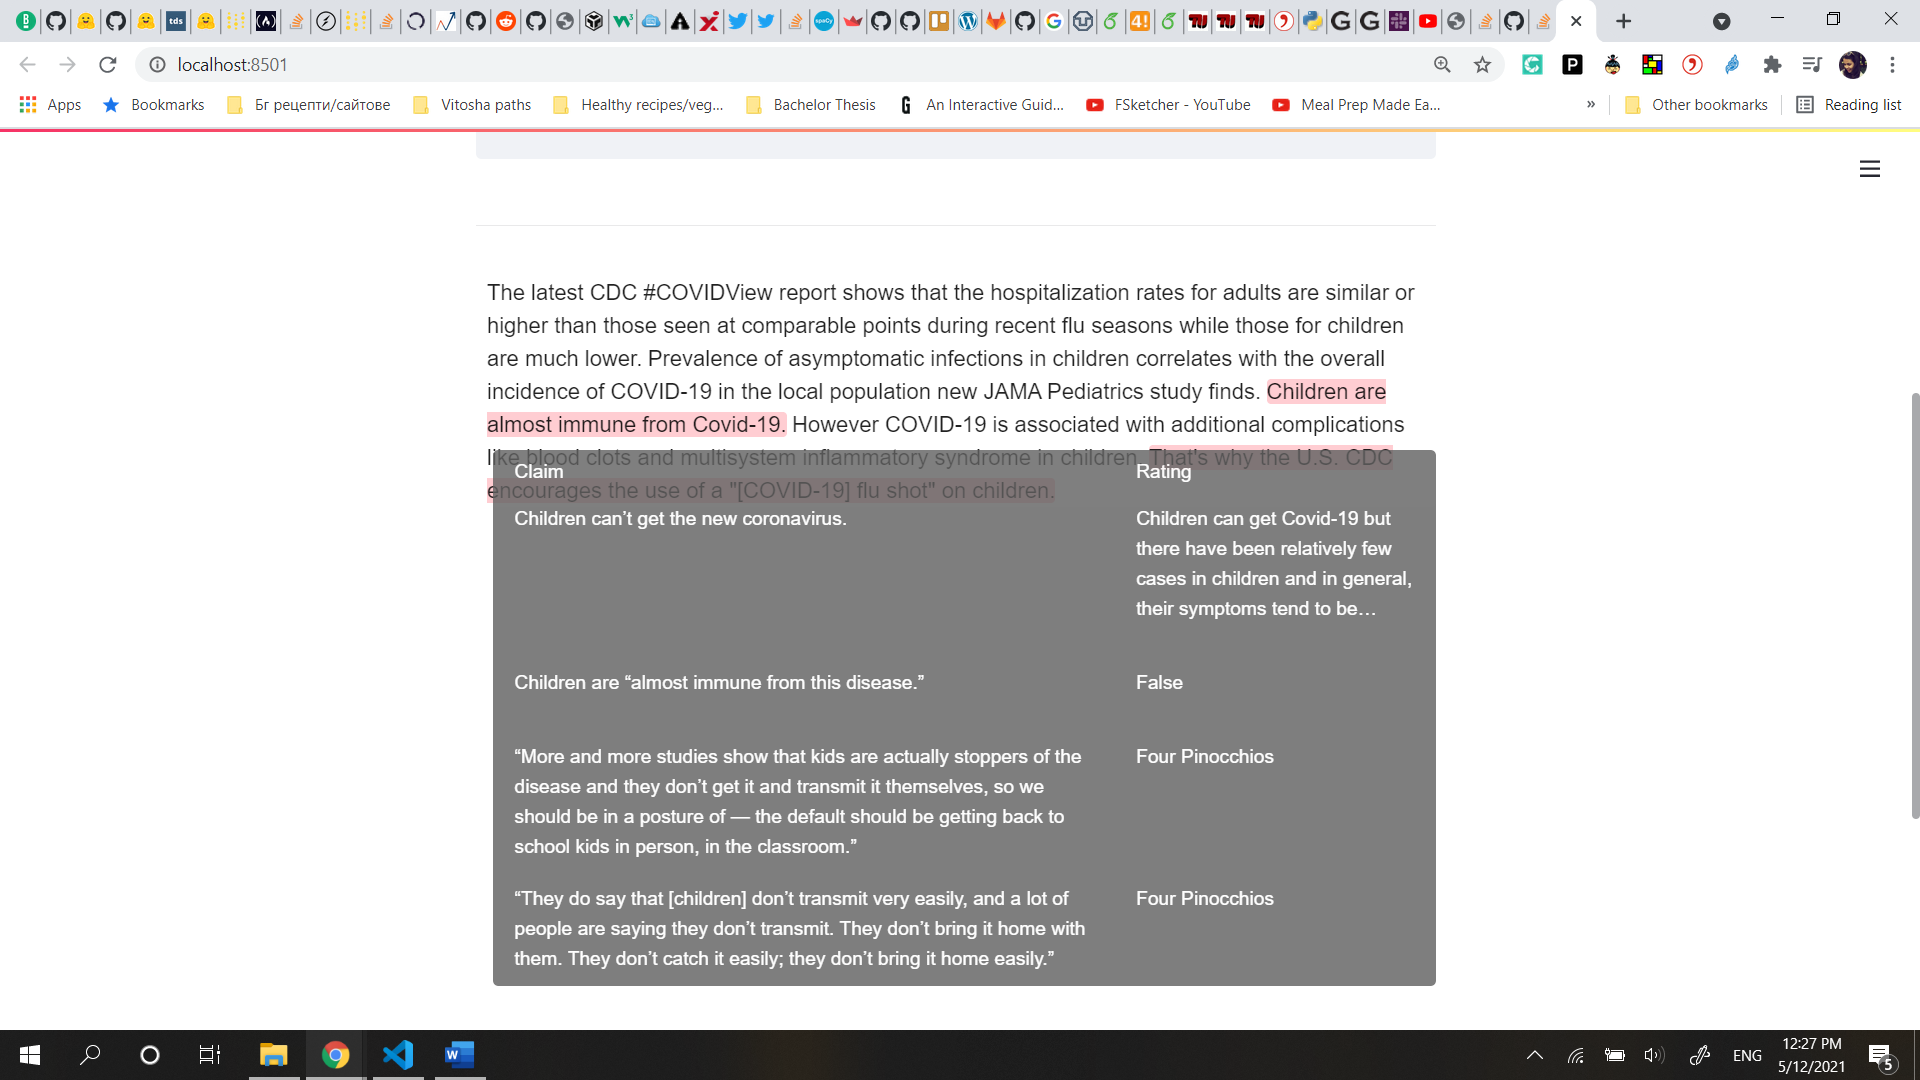 localhost:8501
Apps
Bookmarks
Бг рецепти/сайтове
Vitosha paths
Healthy recipes/veg...
Bachelor Thesis
An Interactive Guid...
FSketcher - YouTube
Meal Prep Made Ea...
»
Other bookmarks
Reading list
The latest CDC #COVIDView report shows that the hospitalization rates for adults are similar or
higher than those seen at comparable points during recent flu seasons while those for children
are much lower. Prevalence of asymptomatic infections in children correlates with the overall
incidence of COVID-19 in the local population new JAMA Pediatrics study finds. Children are
almost immune from Covid-19. However COVID-19 is associated with additional complications
like blood clots and multisystem inflammatory syndrome in children. That's why the U.S. CDC
encourages the use of a "[COVID-19] flu shot" on children.
Claim
Rating
Children can’t get the new coronavirus.
Children can get Covid-19 but
there have been relatively few
cases in children and in general,
their symptoms tend to be…
Children are “almost immune from this disease.”
False
“More and more studies show that kids are actually stoppers of the
disease and they don’t get it and transmit it themselves, so we
should be in a posture of — the default should be getting back to
school kids in person, in the classroom.”
Four Pinocchios
“They do say that [children] don’t transmit very easily, and a lot of
people are saying they don’t transmit. They don’t bring it home with
them. They don’t catch it easily; they don’t bring it home easily.”
Four Pinocchios
ENG
12:27 PM
5/12/2021
5